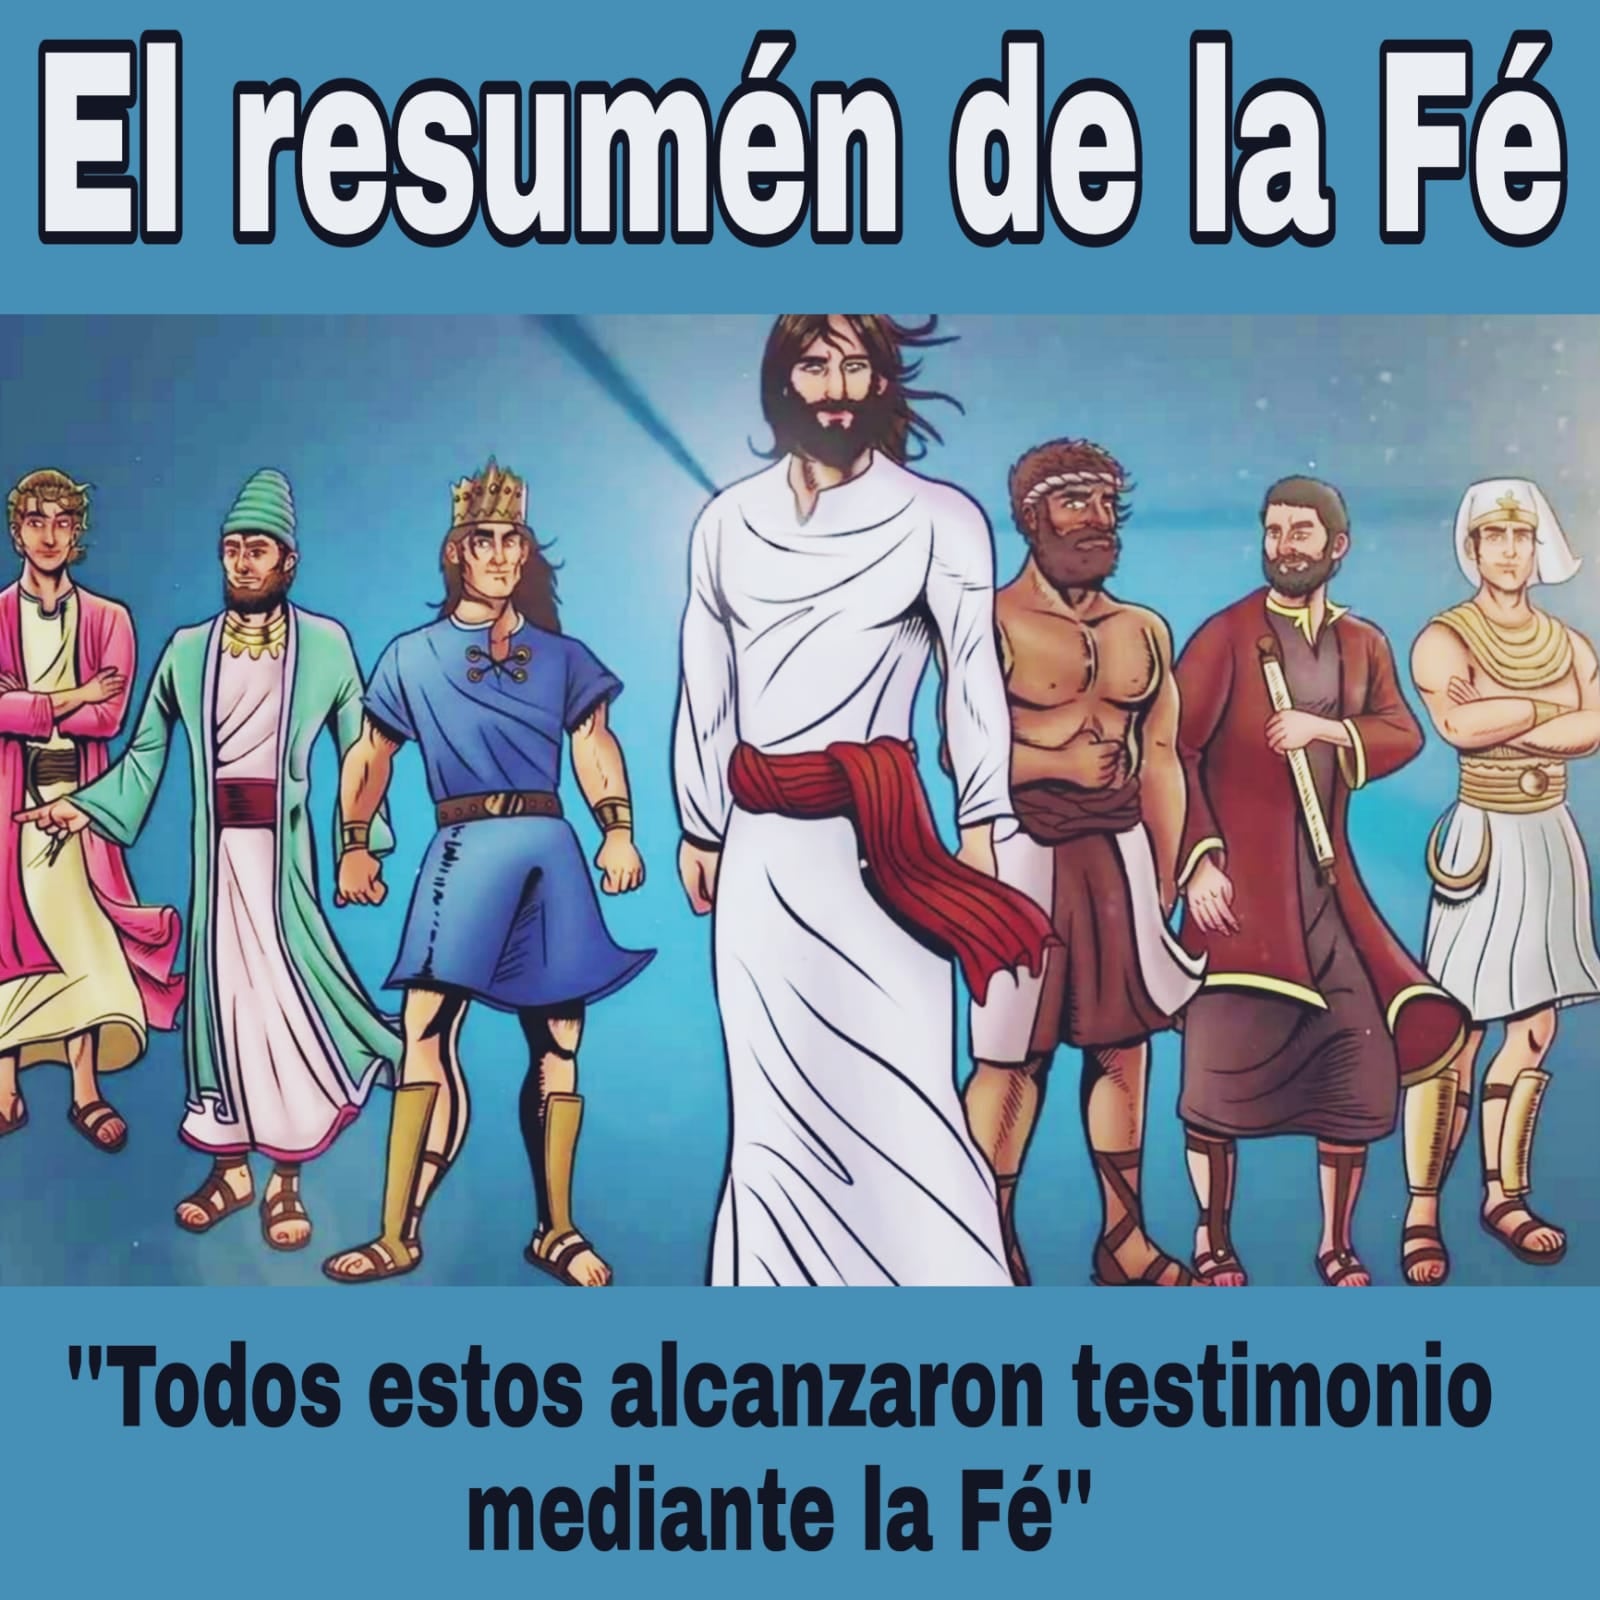 El resumén de la Fé
"Todos estos alcanzaron testimonio
mediante la Fé"